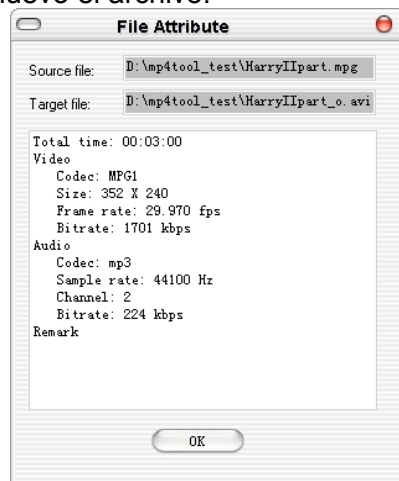 File Attribute
Source file: D:\mp4tool_test\HarryIIpart.mpg
Target file: D:\mp4tool_test\HarryIIpart_o.avi
Total time: 00:03:00
Video
Codec: MPG1
Size: 352 X 240
Frame rate: 29.970 fps
Bitrate: 1701 kbps
Audio
Codec: mp3
Sample rate: 44100 Hz
Channel: 2
Bitrate: 224 kbps
Remark
OK